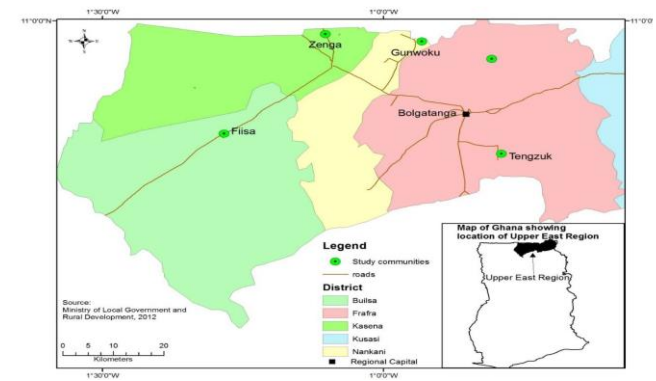 1°30'0"W 1°0'0"W
11°0'0"N 11°0'0"N
Zenga
Gunwoku
Bolgatanga
Fiisa
Tengzuk
Legend
Study communities
roads
District
Builsa
Frafra
Kasena
Kusasi
Nankani
Regional Capital
Map of Ghana showing
location of Upper East Region
Upper East Region
Source:
Ministry of Local Government and
Rural Development, 2012
0 5 10 20
Kilometers
1°30'0"W 1°0'0"W